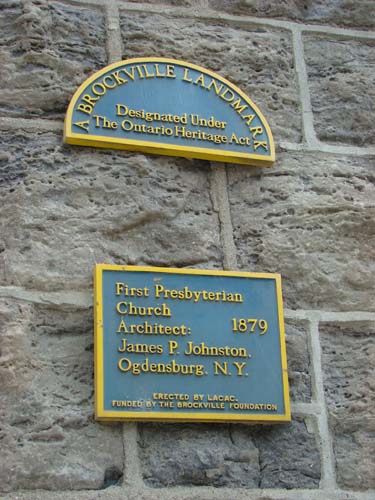 A BROCKVILLE LANDMARK
Designated Under
The Ontario Heritage Act
First Presbyterian
Church
Architect: 1879
James P. Johnston,
Ogdensburg, N.Y.
ERECTED BY LACAC,
FUNDED BY THE BROCKVILLE FOUNDATION